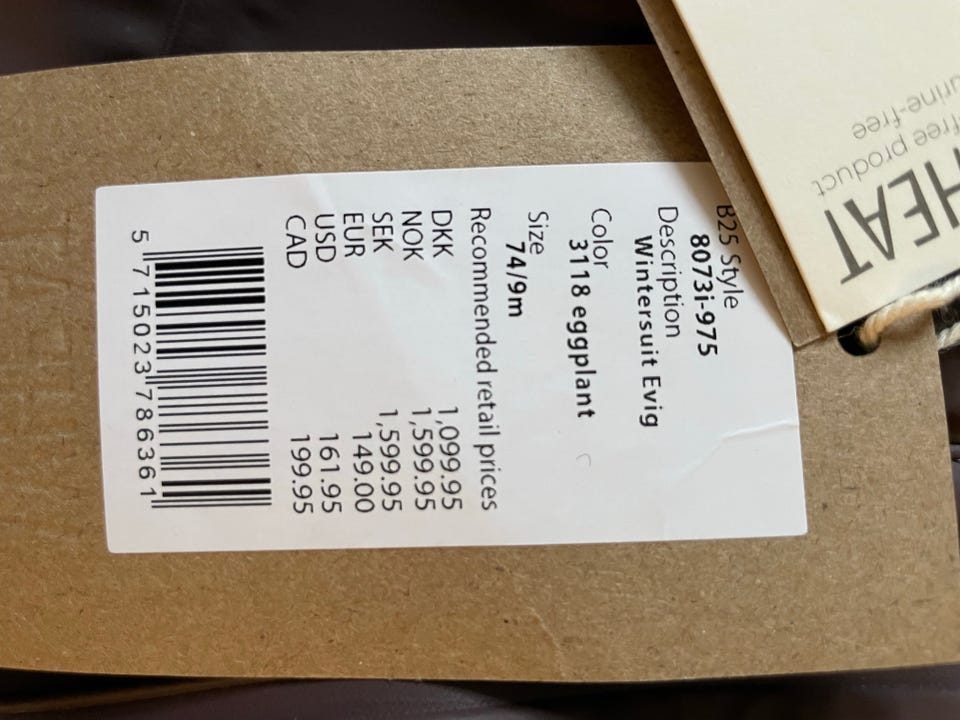 B25 Style
8073i-975
Description
Wintersuit Evig
Color
3118 eggplant
Size
74/9m
Recommended retail prices
DKK 1,099.95
NOK 1,599.95
SEK 1,599.95
EUR 149.00
USD 161.95
CAD 199.95
5 715023 786361
HEAT
free product
urine-free